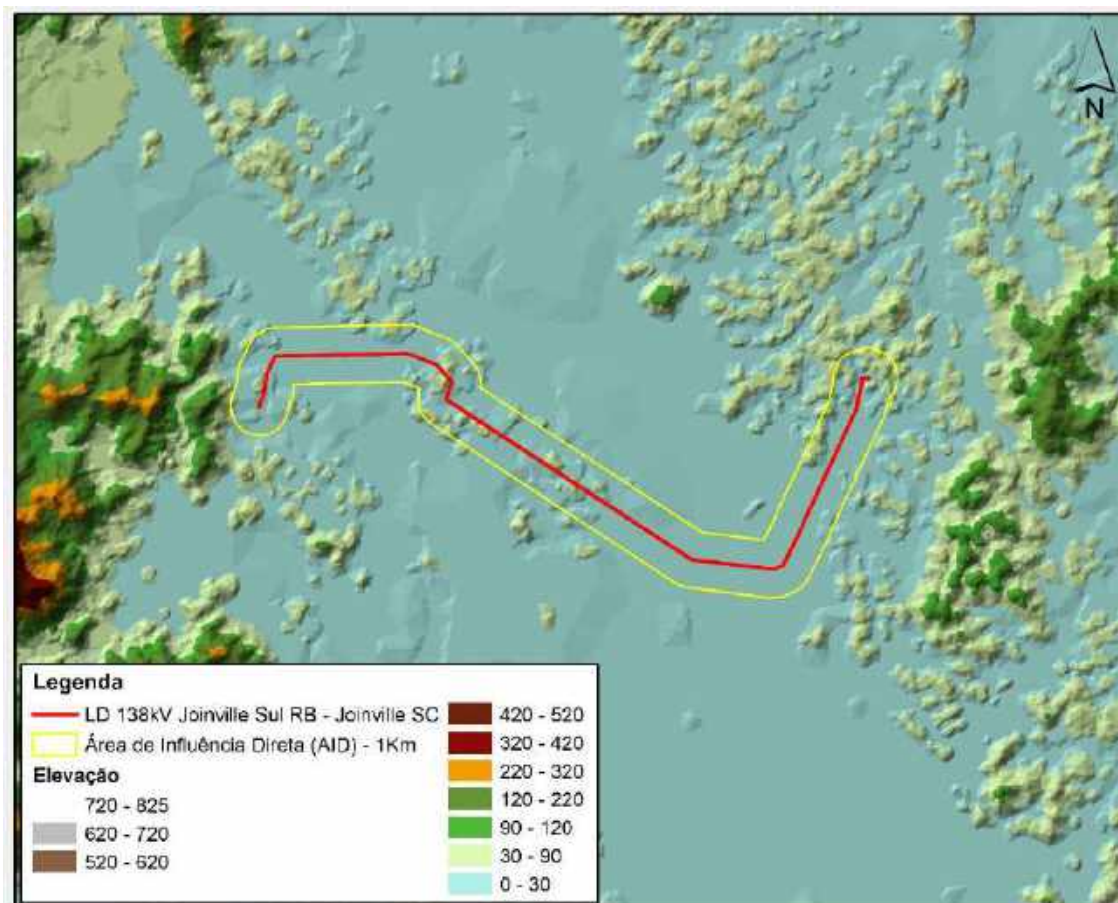 N
Legenda
LD 138kV Joinville Sul RB - Joinville SC
Área de Influência Direta (AID) - 1Km
Elevação
720 - 825
620 - 720
520 - 620
420 - 520
320 - 420
220 - 320
120 - 220
90 - 120
30 - 90
0 - 30